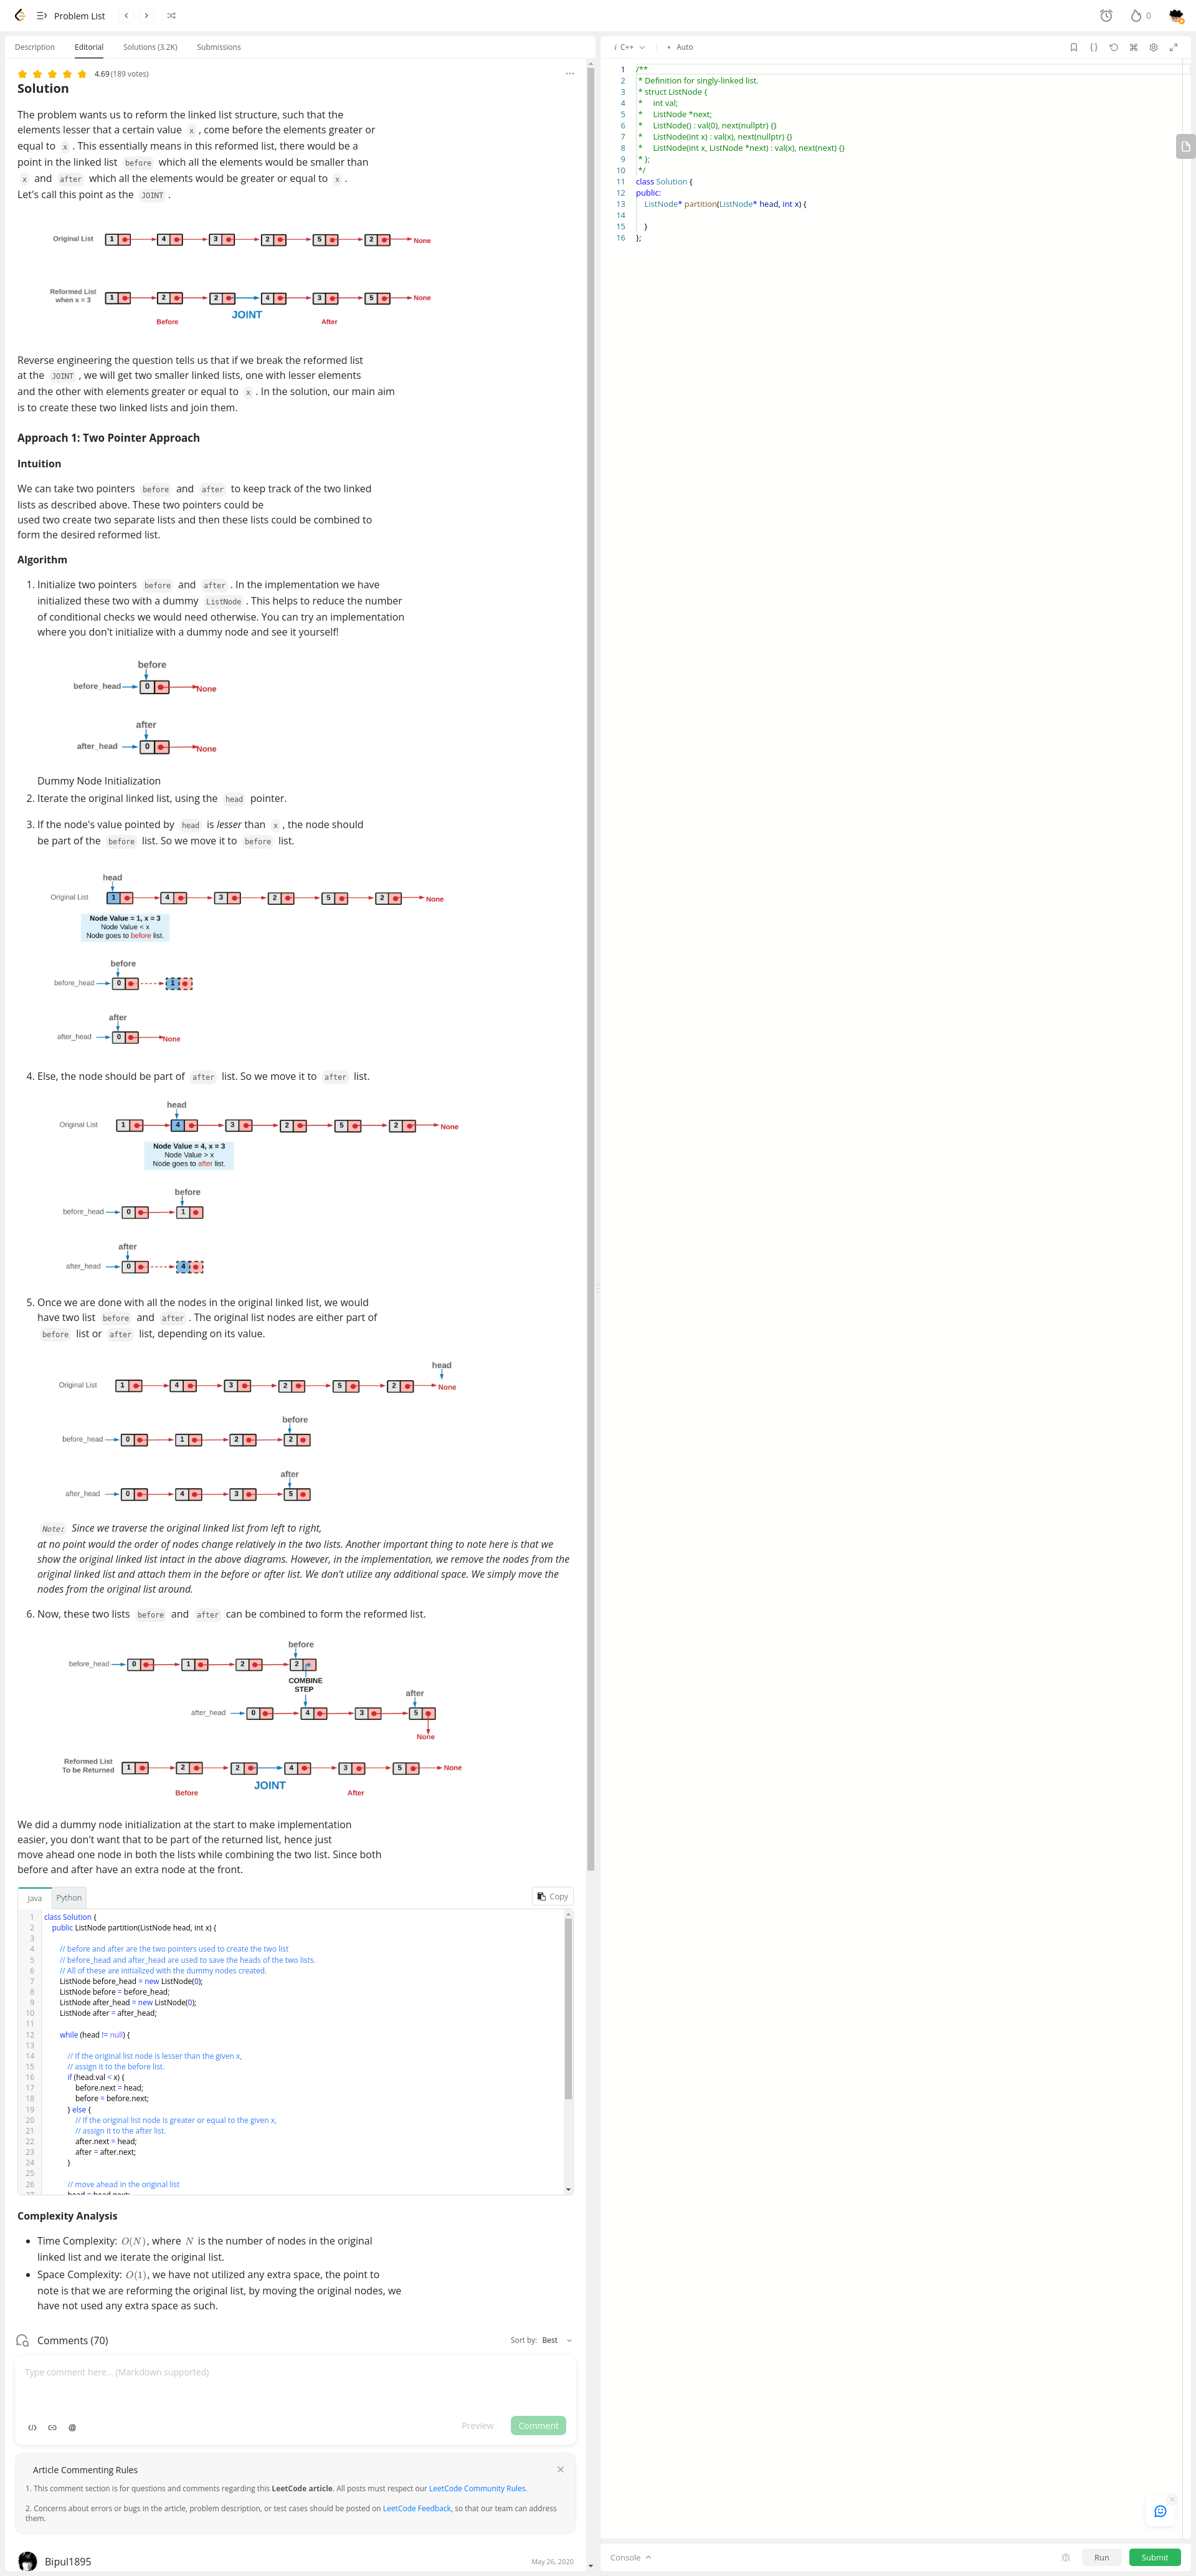 Problem List
0
Description Editorial Solutions (3.2K) Submissions
4.69 (189 votes)
Solution
The problem wants us to reform the linked list structure, such that the
elements lesser that a certain value x , come before the elements greater or
equal to x . This essentially means in this reformed list, there would be a
point in the linked list before which all the elements would be smaller than
x and after which all the elements would be greater or equal to x .
Let's call this point as the JOINT .
Original List 1 4 3 2 5 2 None
Reformed List
when x = 3
1 2 2 4 3 5 None
JOINT
Before After
Reverse engineering the question tells us that if we break the reformed list
at the JOINT , we will get two smaller linked lists, one with lesser elements
and the other with elements greater or equal to x . In the solution, our main aim
is to create these two linked lists and join them.
Approach 1: Two Pointer Approach
Intuition
We can take two pointers before and after to keep track of the two linked
lists as described above. These two pointers could be
used two create two separate lists and then these lists could be combined to
form the desired reformed list.
Algorithm
1. Initialize two pointers before and after . In the implementation we have
initialized these two with a dummy ListNode . This helps to reduce the number
of conditional checks we would need otherwise. You can try an implementation
where you don't initialize with a dummy node and see it yourself!
before
before_head 0 None
after
after_head 0 None
Dummy Node Initialization
2. Iterate the original linked list, using the head pointer.
3. If the node's value pointed by head is lesser than x , the node should
be part of the before list. So we move it to before list.
head
Original List 1 4 3 2 5 2 None
Node Value = 1, x = 3
Node Value < x
Node goes to before list.
before
before_head 0 1
after
after_head 0 None
4. Else, the node should be part of after list. So we move it to after list.
head
Original List 1 4 3 2 5 2 None
Node Value = 4, x = 3
Node Value > x
Node goes to after list.
before
before_head 0 1
after
after_head 0 4
5. Once we are done with all the nodes in the original linked list, we would
have two list before and after . The original list nodes are either part of
before list or after list, depending on its value.
head
Original List 1 4 3 2 5 2 None
before
before_head 0 1 2 2
after
after_head 0 4 3 5
Note: Since we traverse the original linked list from left to right,
at no point would the order of nodes change relatively in the two lists. Another important thing to note here is that we
show the original linked list intact in the above diagrams. However, in the implementation, we remove the nodes from the
original linked list and attach them in the before or after list. We don't utilize any additional space. We simply move the
nodes from the original list around.
6. Now, these two lists before and after can be combined to form the reformed list.
before
before_head 0 1 2 2
COMBINE
STEP
after
after_head 0 4 3 5
None
Reformed List
To be Returned
1 2 2 4 3 5 None
JOINT
Before After
We did a dummy node initialization at the start to make implementation
easier, you don't want that to be part of the returned list, hence just
move ahead one node in both the lists while combining the two list. Since both
before and after have an extra node at the front.
Java Python Copy
1 class Solution {
2 public ListNode partition(ListNode head, int x) {
3
4 // before and after are the two pointers used to create the two list
5 // before_head and after_head are used to save the heads of the two lists.
6 // All of these are initialized with the dummy nodes created.
7 ListNode before_head = new ListNode(0);
8 ListNode before = before_head;
9 ListNode after_head = new ListNode(0);
10 ListNode after = after_head;
11
12 while (head != null) {
13
14 // If the original list node is lesser than the given x,
15 // assign it to the before list.
16 if (head.val < x) {
17 before.next = head;
18 before = before.next;
19 } else {
20 // If the original list node is greater or equal to the given x,
21 // assign it to the after list.
22 after.next = head;
23 after = after.next;
24 }
25
26 // move ahead in the original list
27 head = head.next;
Complexity Analysis
• Time Complexity: O(N), where N is the number of nodes in the original
linked list and we iterate the original list.
• Space Complexity: O(1), we have not utilized any extra space, the point to
note is that we are reforming the original list, by moving the original nodes, we
have not used any extra space as such.
Comments (70) Sort by: Best
Type comment here... (Markdown supported)
</> @ Preview Comment
Article Commenting Rules
1. This comment section is for questions and comments regarding this LeetCode article. All posts must respect our LeetCode Community Rules.
2. Concerns about errors or bugs in the article, problem description, or test cases should be posted on LeetCode Feedback, so that our team can address
them.
Bipul1895 May 26, 2020
i C++ • Auto
{}
1 /**
2 * Definition for singly-linked list.
3 * struct ListNode {
4 * int val;
5 * ListNode *next;
6 * ListNode() : val(0), next(nullptr) {}
7 * ListNode(int x) : val(x), next(nullptr) {}
8 * ListNode(int x, ListNode *next) : val(x), next(next) {}
9 * };
10 */
11 class Solution {
12 public:
13 ListNode* partition(ListNode* head, int x) {
14
15 }
16 };
Console Run Submit